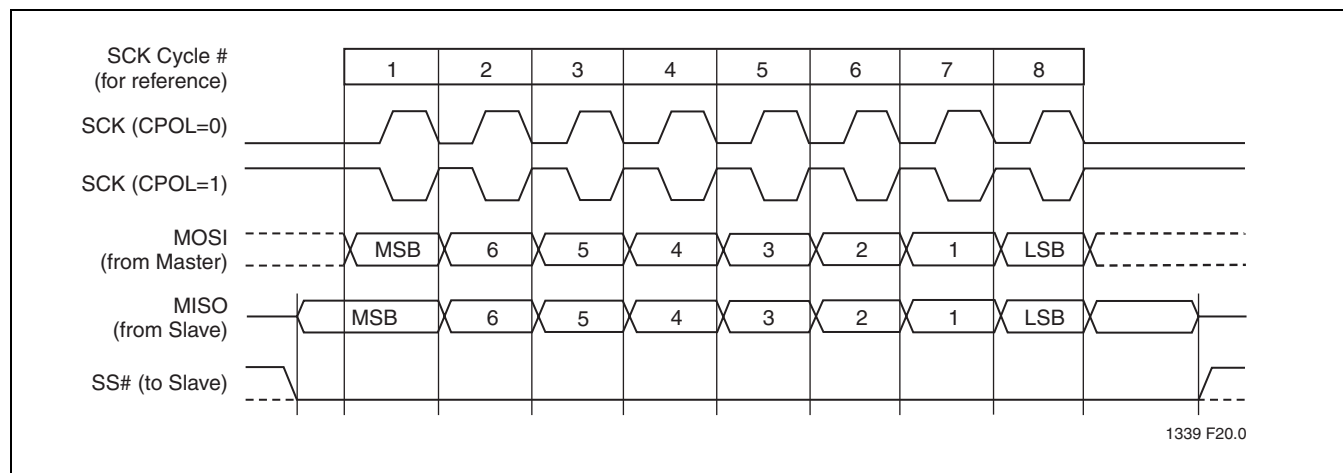 SCK Cycle #
(for reference)
1 2 3 4 5 6 7 8
SCK (CPOL=0)
SCK (CPOL=1)
MOSI
(from Master)
MSB 6 5 4 3 2 1 LSB
MISO
(from Slave)
MSB 6 5 4 3 2 1 LSB
SS# (to Slave)
1339 F20.0